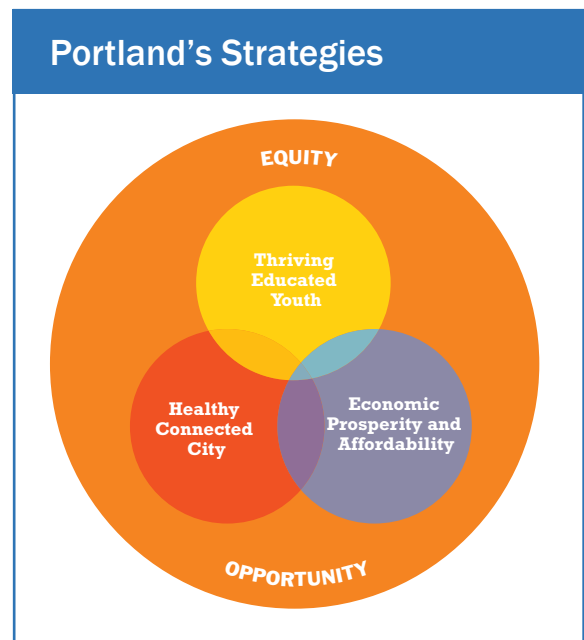 Portland's Strategies
EQUITY
Thriving
Educated
Youth
Healthy
Connected
City
Economic
Prosperity and
Affordability
OPPORTUNITY